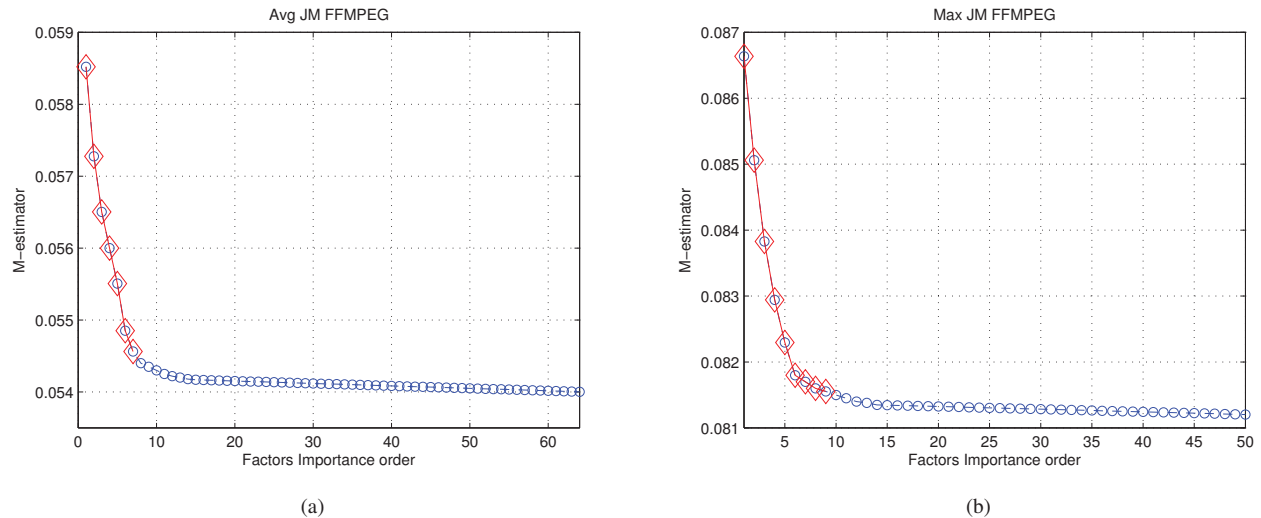 Avg JM FFMPEG
0.059
0.058
0.057
0.056
0.055
0.054
M−estimator
0 10 20 30 40 50 60
Factors Importance order
(a)
Max JM FFMPEG
0.087
0.086
0.085
0.084
0.083
0.082
0.081
M−estimator
5 10 15 20 25 30 35 40 45 50
Factors Importance order
(b)